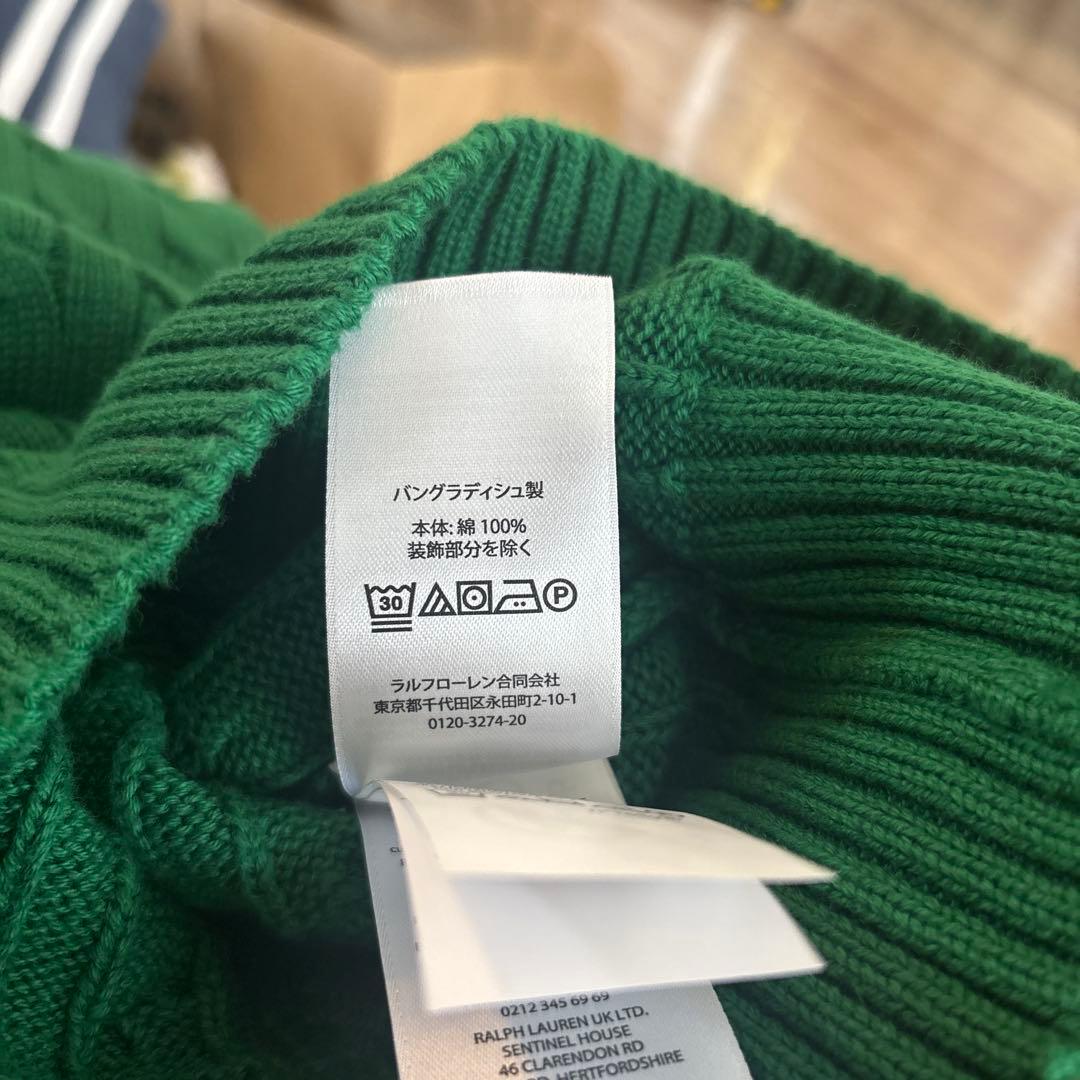 バングラディシュ製
本体: 綿 100%
装飾部分を除く
30
P
ラルフローレン合同会社
東京都千代田区永田町2-10-1
0120-3274-20
0212 345 69 69
RALPH LAUREN UK LTD.
SENTINEL HOUSE
46 CLARENDON RD
HERTFORDSHIRE